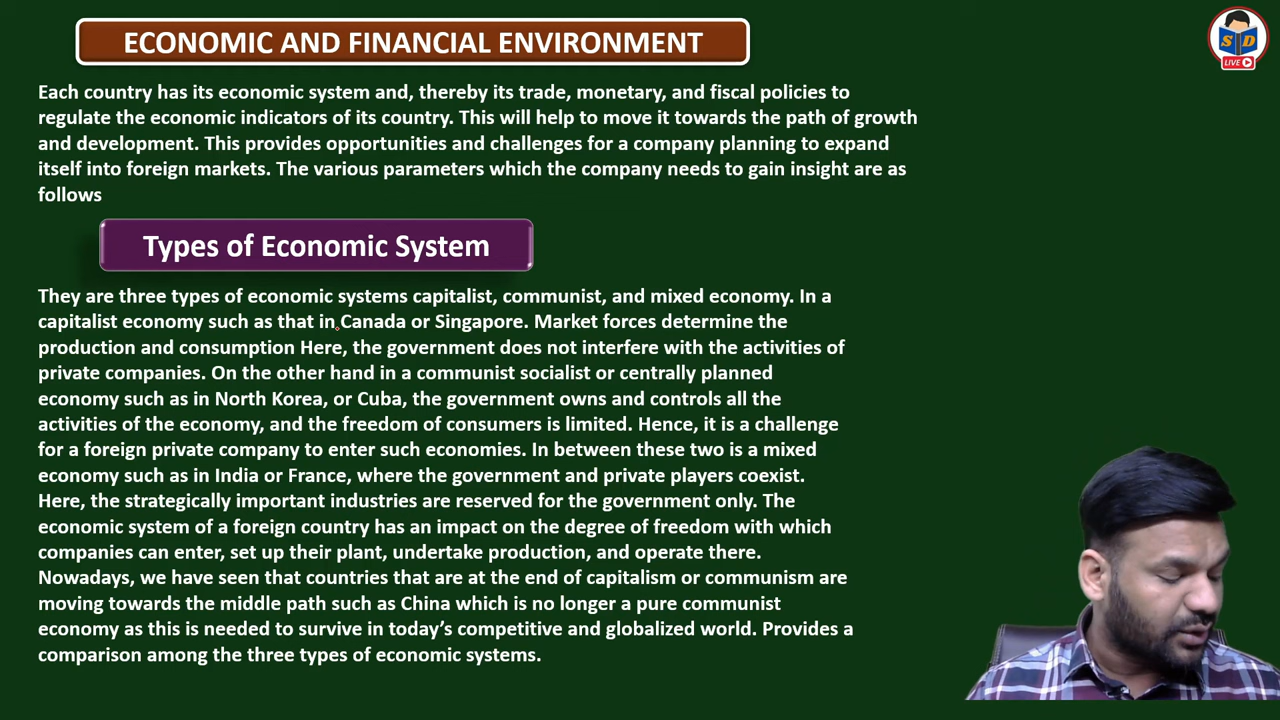 ECONOMIC AND FINANCIAL ENVIRONMENT
S D
LIVE
Each country has its economic system and, thereby its trade, monetary, and fiscal policies to
regulate the economic indicators of its country. This will help to move it towards the path of growth
and development. This provides opportunities and challenges for a company planning to expand
itself into foreign markets. The various parameters which the company needs to gain insight are as
follows
Types of Economic System
They are three types of economic systems capitalist, communist, and mixed economy. In a
capitalist economy such as that in Canada or Singapore. Market forces determine the
production and consumption Here, the government does not interfere with the activities of
private companies. On the other hand in a communist socialist or centrally planned
economy such as in North Korea, or Cuba, the government owns and controls all the
activities of the economy, and the freedom of consumers is limited. Hence, it is a challenge
for a foreign private company to enter such economies. In between these two is a mixed
economy such as in India or France, where the government and private players coexist.
Here, the strategically important industries are reserved for the government only. The
economic system of a foreign country has an impact on the degree of freedom with which
companies can enter, set up their plant, undertake production, and operate there.
Nowadays, we have seen that countries that are at the end of capitalism or communism are
moving towards the middle path such as China which is no longer a pure communist
economy as this is needed to survive in today’s competitive and globalized world. Provides a
comparison among the three types of economic systems.